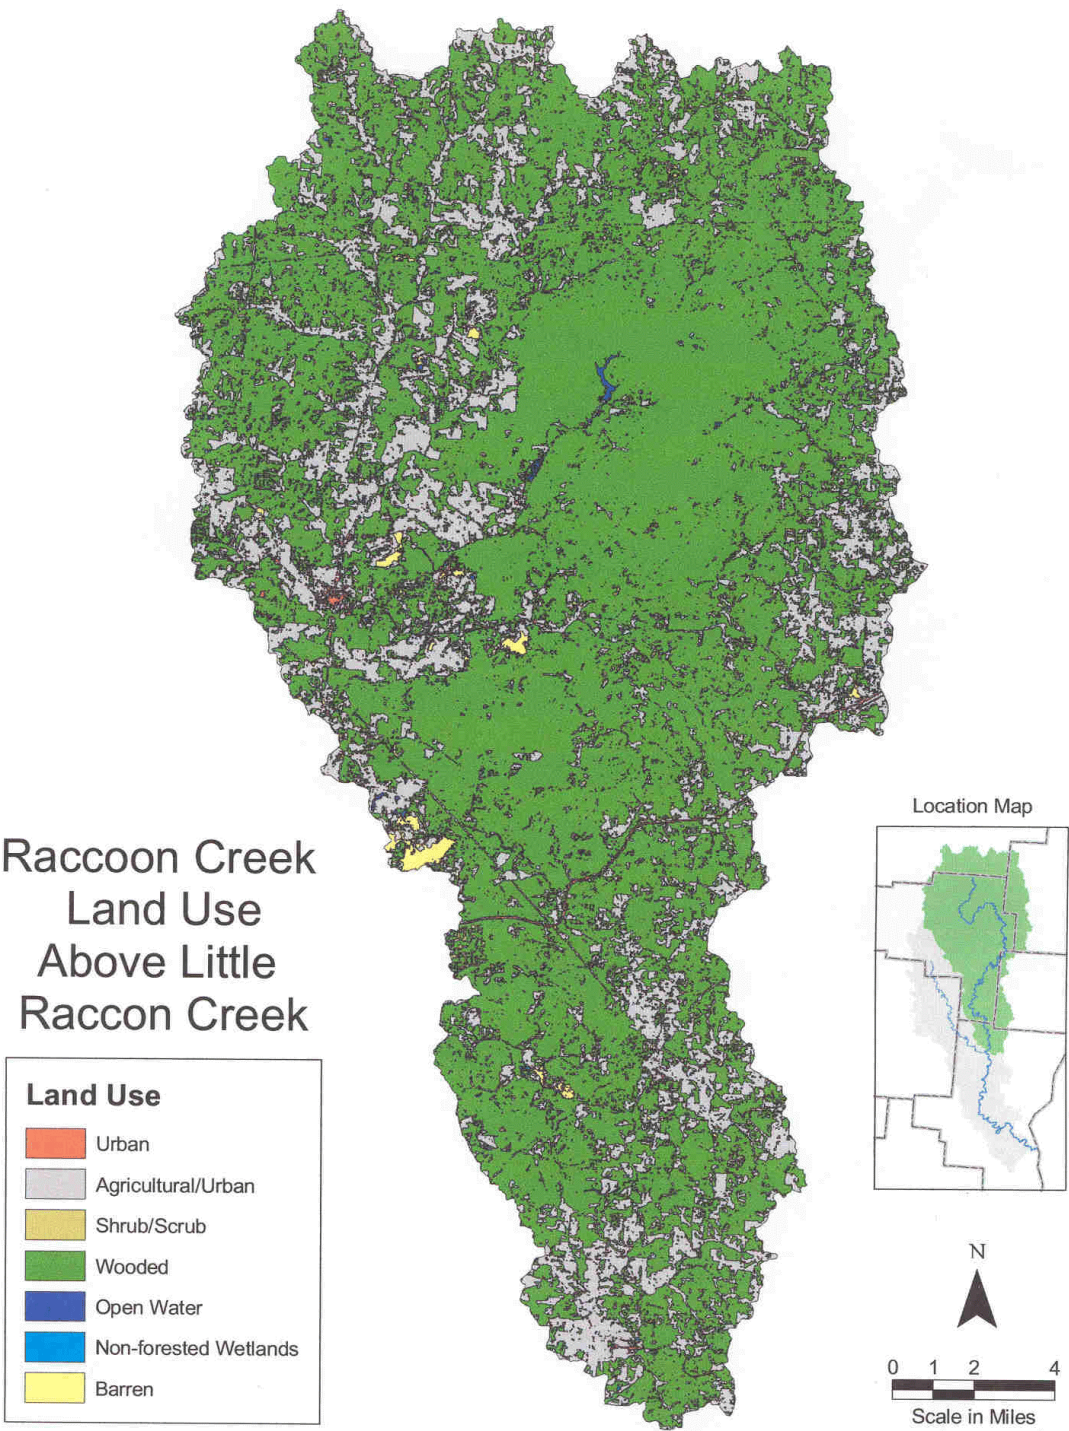 Raccoon Creek
Land Use
Above Little
Raccon Creek
Land Use
Urban
Agricultural/Urban
Shrub/Scrub
Wooded
Open Water
Non-forested Wetlands
Barren
Location Map
N
0 1 2 4
Scale in Miles